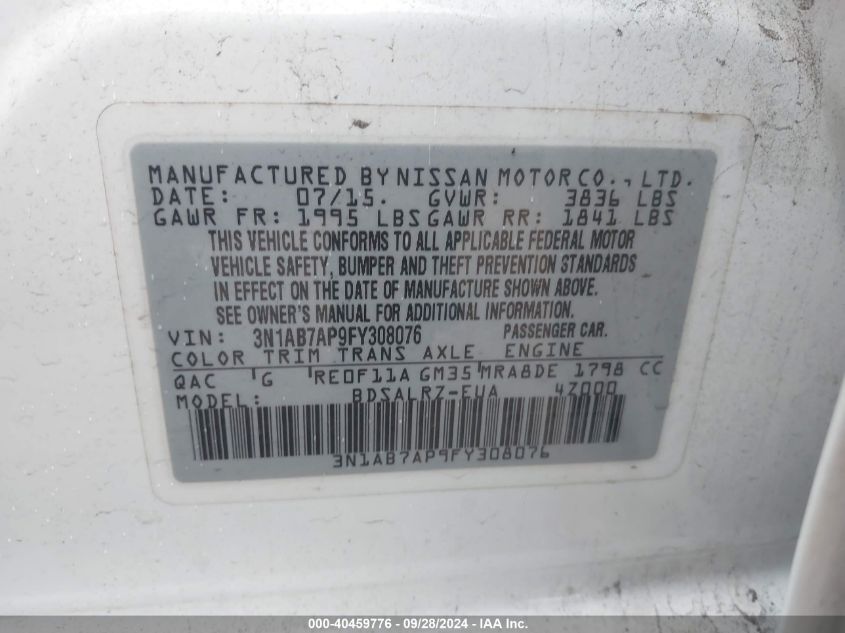 MANUFACTURED BY NISSAN MOTOR CO., LTD.
DATE: 07/15. GVWR: 3836 LBS
GAWR FR: 1995 LBS GAWR RR: 1841 LBS
THIS VEHICLE CONFORMS TO ALL APPLICABLE FEDERAL MOTOR
VEHICLE SAFETY, BUMPER AND THEFT PREVENTION STANDARDS
IN EFFECT ON THE DATE OF MANUFACTURE SHOWN ABOVE.
SEE OWNER'S MANUAL FOR ADDITIONAL INFORMATION.
VIN: 3N1AB7AP9FY308076 PASSENGER CAR.
COLOR TRIM TRANS AXLE ENGINE
QAC G RE0F11A GM35 MRA8DE 1798 CC
MODEL: BDSALRZ-EUA 4Z000
3N1AB7AP9FY308076
000-40459776 - 09/28/2024 - IAA Inc.